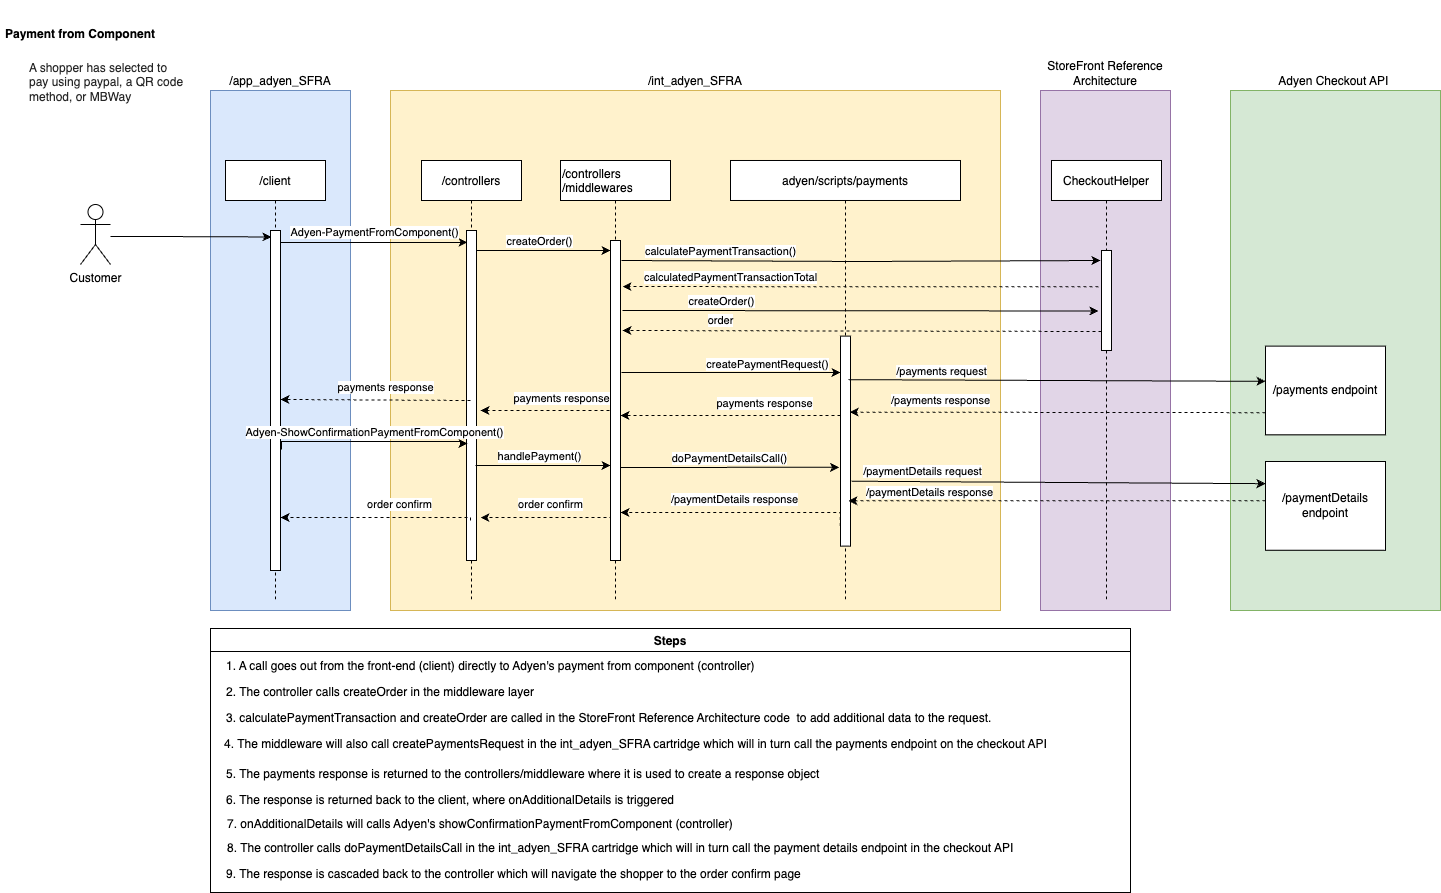 Payment from Component
A shopper has selected to
pay using paypal, a QR code
method, or MBWay
/app_adyen_SFRA
/int_adyen_SFRA
StoreFront Reference
Architecture
Adyen Checkout API
/client
/controllers
/controllers
/middlewares
adyen/scripts/payments
CheckoutHelper
Customer
Adyen-PaymentFromComponent()
createOrder()
calculatePaymentTransaction()
calculatedPaymentTransactionTotal
createOrder()
order
createPaymentRequest()
/payments request
/payments endpoint
payments response
payments response
payments response
/payments response
Adyen-ShowConfirmationPaymentFromComponent()
handlePayment()
doPaymentDetailsCall()
/paymentDetails request
/paymentDetails response
/paymentDetails
endpoint
order confirm
order confirm
/paymentDetails response
Steps
1. A call goes out from the front-end (client) directly to Adyen's payment from component (controller)
2. The controller calls createOrder in the middleware layer
3. calculatePaymentTransaction and createOrder are called in the StoreFront Reference Architecture code to add additional data to the request.
4. The middleware will also call createPaymentsRequest in the int_adyen_SFRA cartridge which will in turn call the payments endpoint on the checkout API
5. The payments response is returned to the controllers/middleware where it is used to create a response object
6. The response is returned back to the client, where onAdditionalDetails is triggered
7. onAdditionalDetails will calls Adyen's showConfirmationPaymentFromComponent (controller)
8. The controller calls doPaymentDetailsCall in the int_adyen_SFRA cartridge which will in turn call the payment details endpoint in the checkout API
9. The response is cascaded back to the controller which will navigate the shopper to the order confirm page